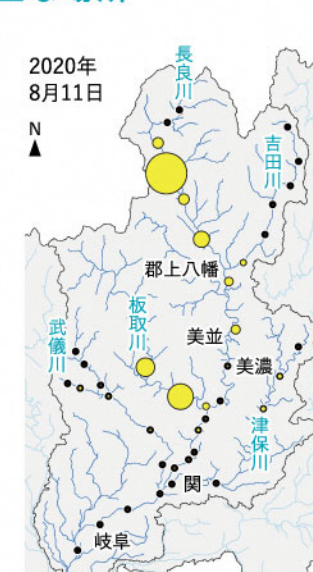 2020年
8月11日
N
長良川
吉田川
郡上八幡
板取川
武儀川
美並
美濃
津保川
関
岐阜